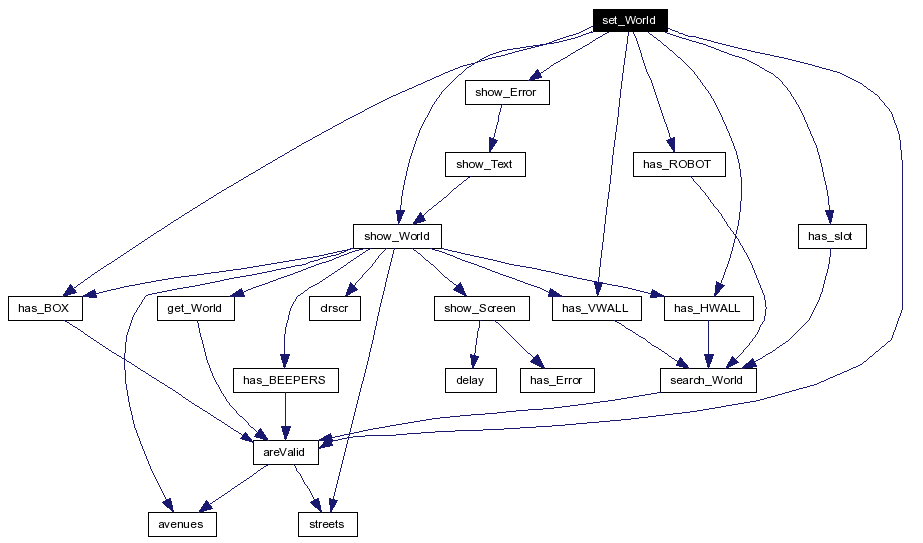 set_World
show_Error
show_Text
has_ROBOT
show_World
has_slot
has_BOX
get_World
clrscr
show_Screen
has_VWALL
has_HWALL
has_BEEPERS
delay
has_Error
search_World
areValid
avenues
streets